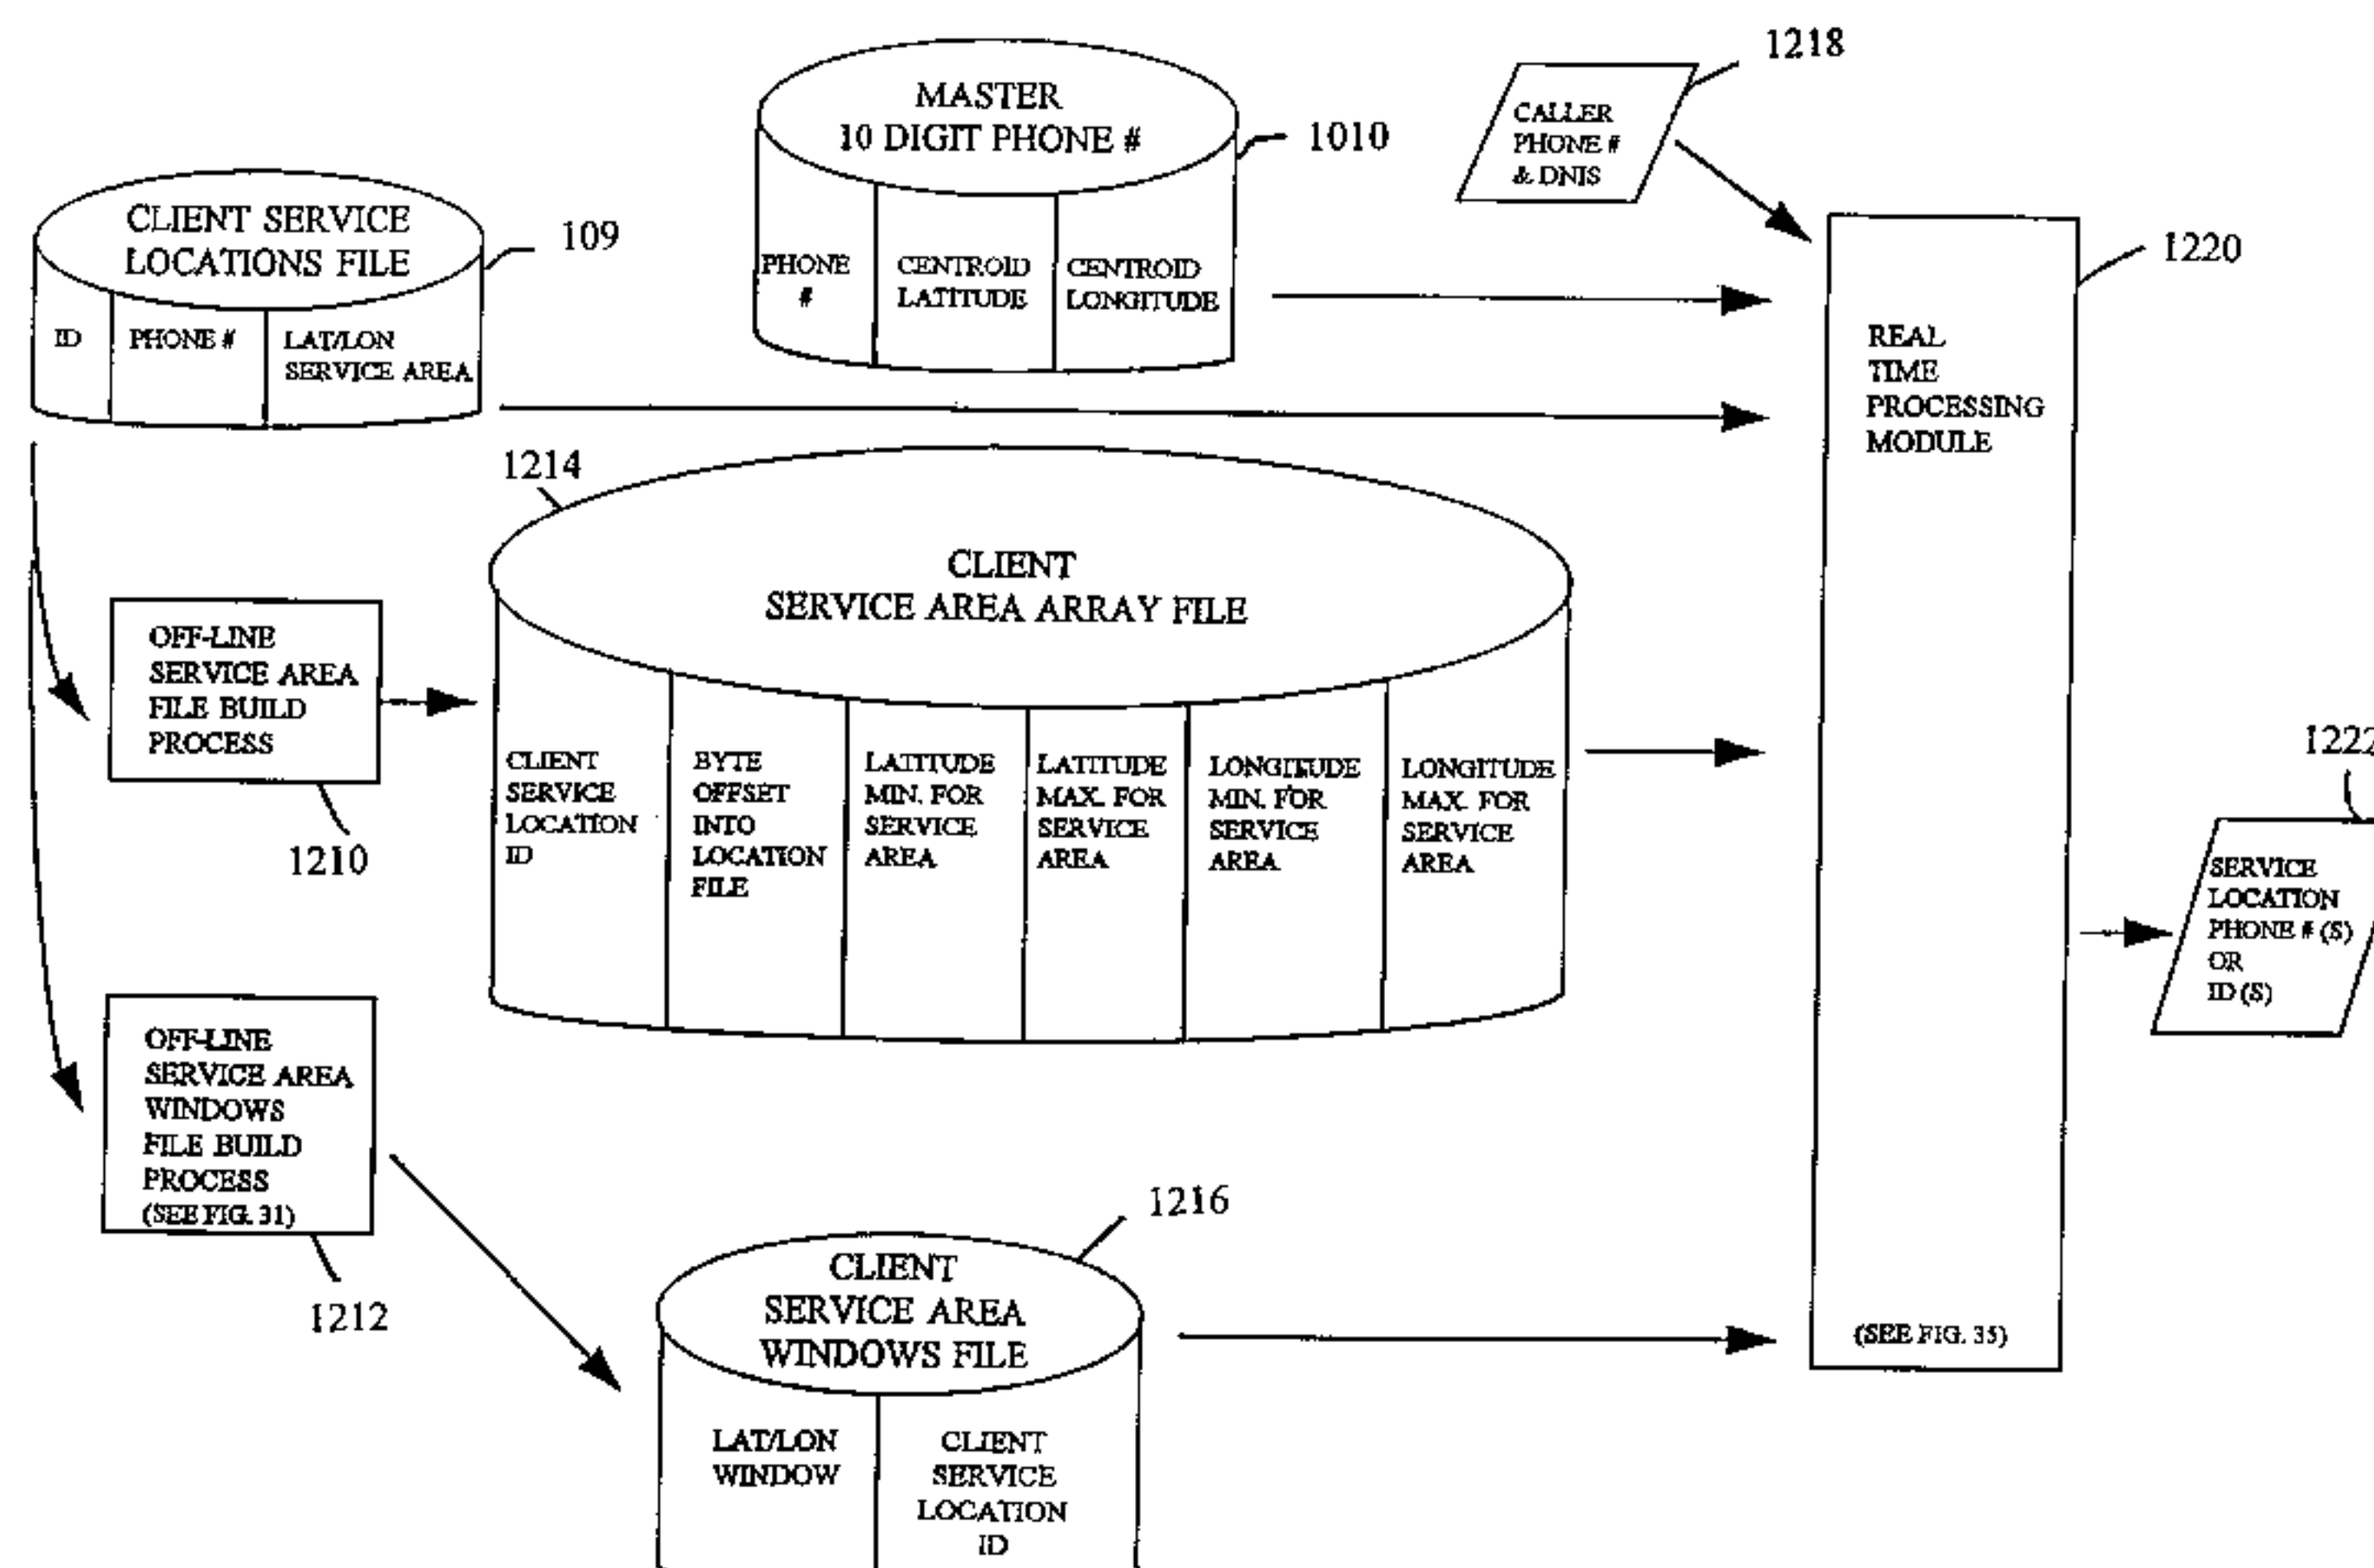 1218
MASTER
10 DIGIT PHONE #
1010
CALLER
PHONE #
& DNIS
CLIENT SERVICE
LOCATIONS FILE
109
PHONE
#
CENTROID
LATITUDE
CENTROID
LONGITUDE
1220
ID
PHONE #
LAT/LON
SERVICE AREA
REAL
TIME
PROCESSING
MODULE
1214
CLIENT
SERVICE AREA ARRAY FILE
OFF-LINE
SERVICE AREA
FILE BUILD
PROCESS
1210
CLIENT
SERVICE
LOCATION
ID
BYTE
OFFSET
INTO
LOCATION
FILE
LATITUDE
MIN. FOR
SERVICE
AREA
LATITUDE
MAX. FOR
SERVICE
AREA
LONGITUDE
MIN. FOR
SERVICE
AREA
LONGITUDE
MAX. FOR
SERVICE
AREA
1222
SERVICE
LOCATION
PHONE # (S)
OR
ID (S)
OFF-LINE
SERVICE AREA
WINDOWS
FILE BUILD
PROCESS
(SEE FIG. 31)
1212
1216
CLIENT
SERVICE AREA
WINDOWS FILE
(SEE FIG. 35)
LAT/LON
WINDOW
CLIENT
SERVICE
LOCATION
ID